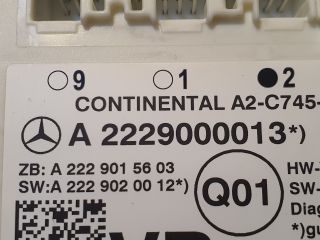 ○9 ○1 ●2
CONTINENTAL A2-C745-
A 2229000013*)
ZB: A 222 901 56 03
SW:A 222 902 00 12*)
Q01
HW-
SW-
Diag
*)gu